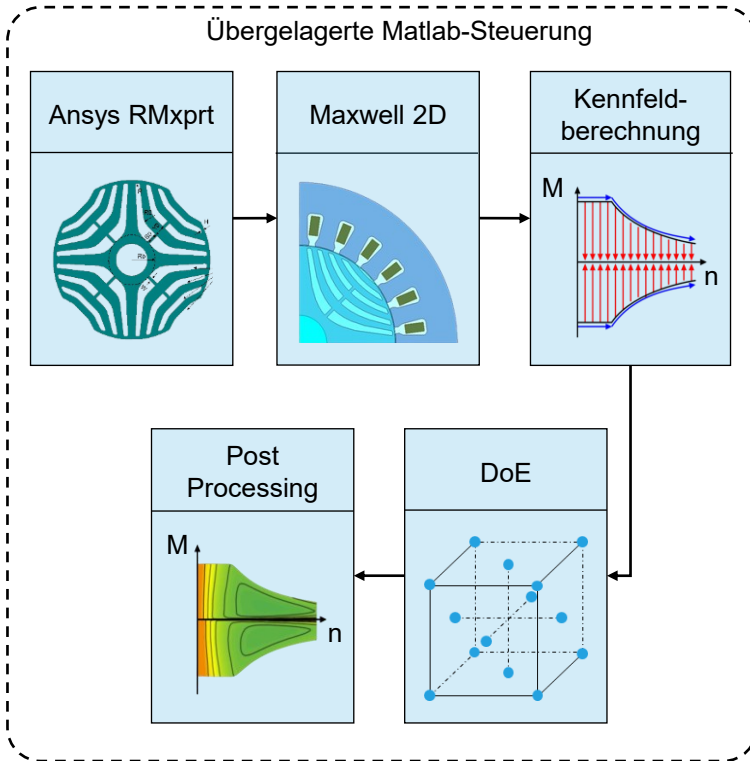 Übergelagerte Matlab-Steuerung
Ansys RMxprt
Maxwell 2D
Kennfeld-
berechnung
M
n
Post
Processing
M
n
DoE